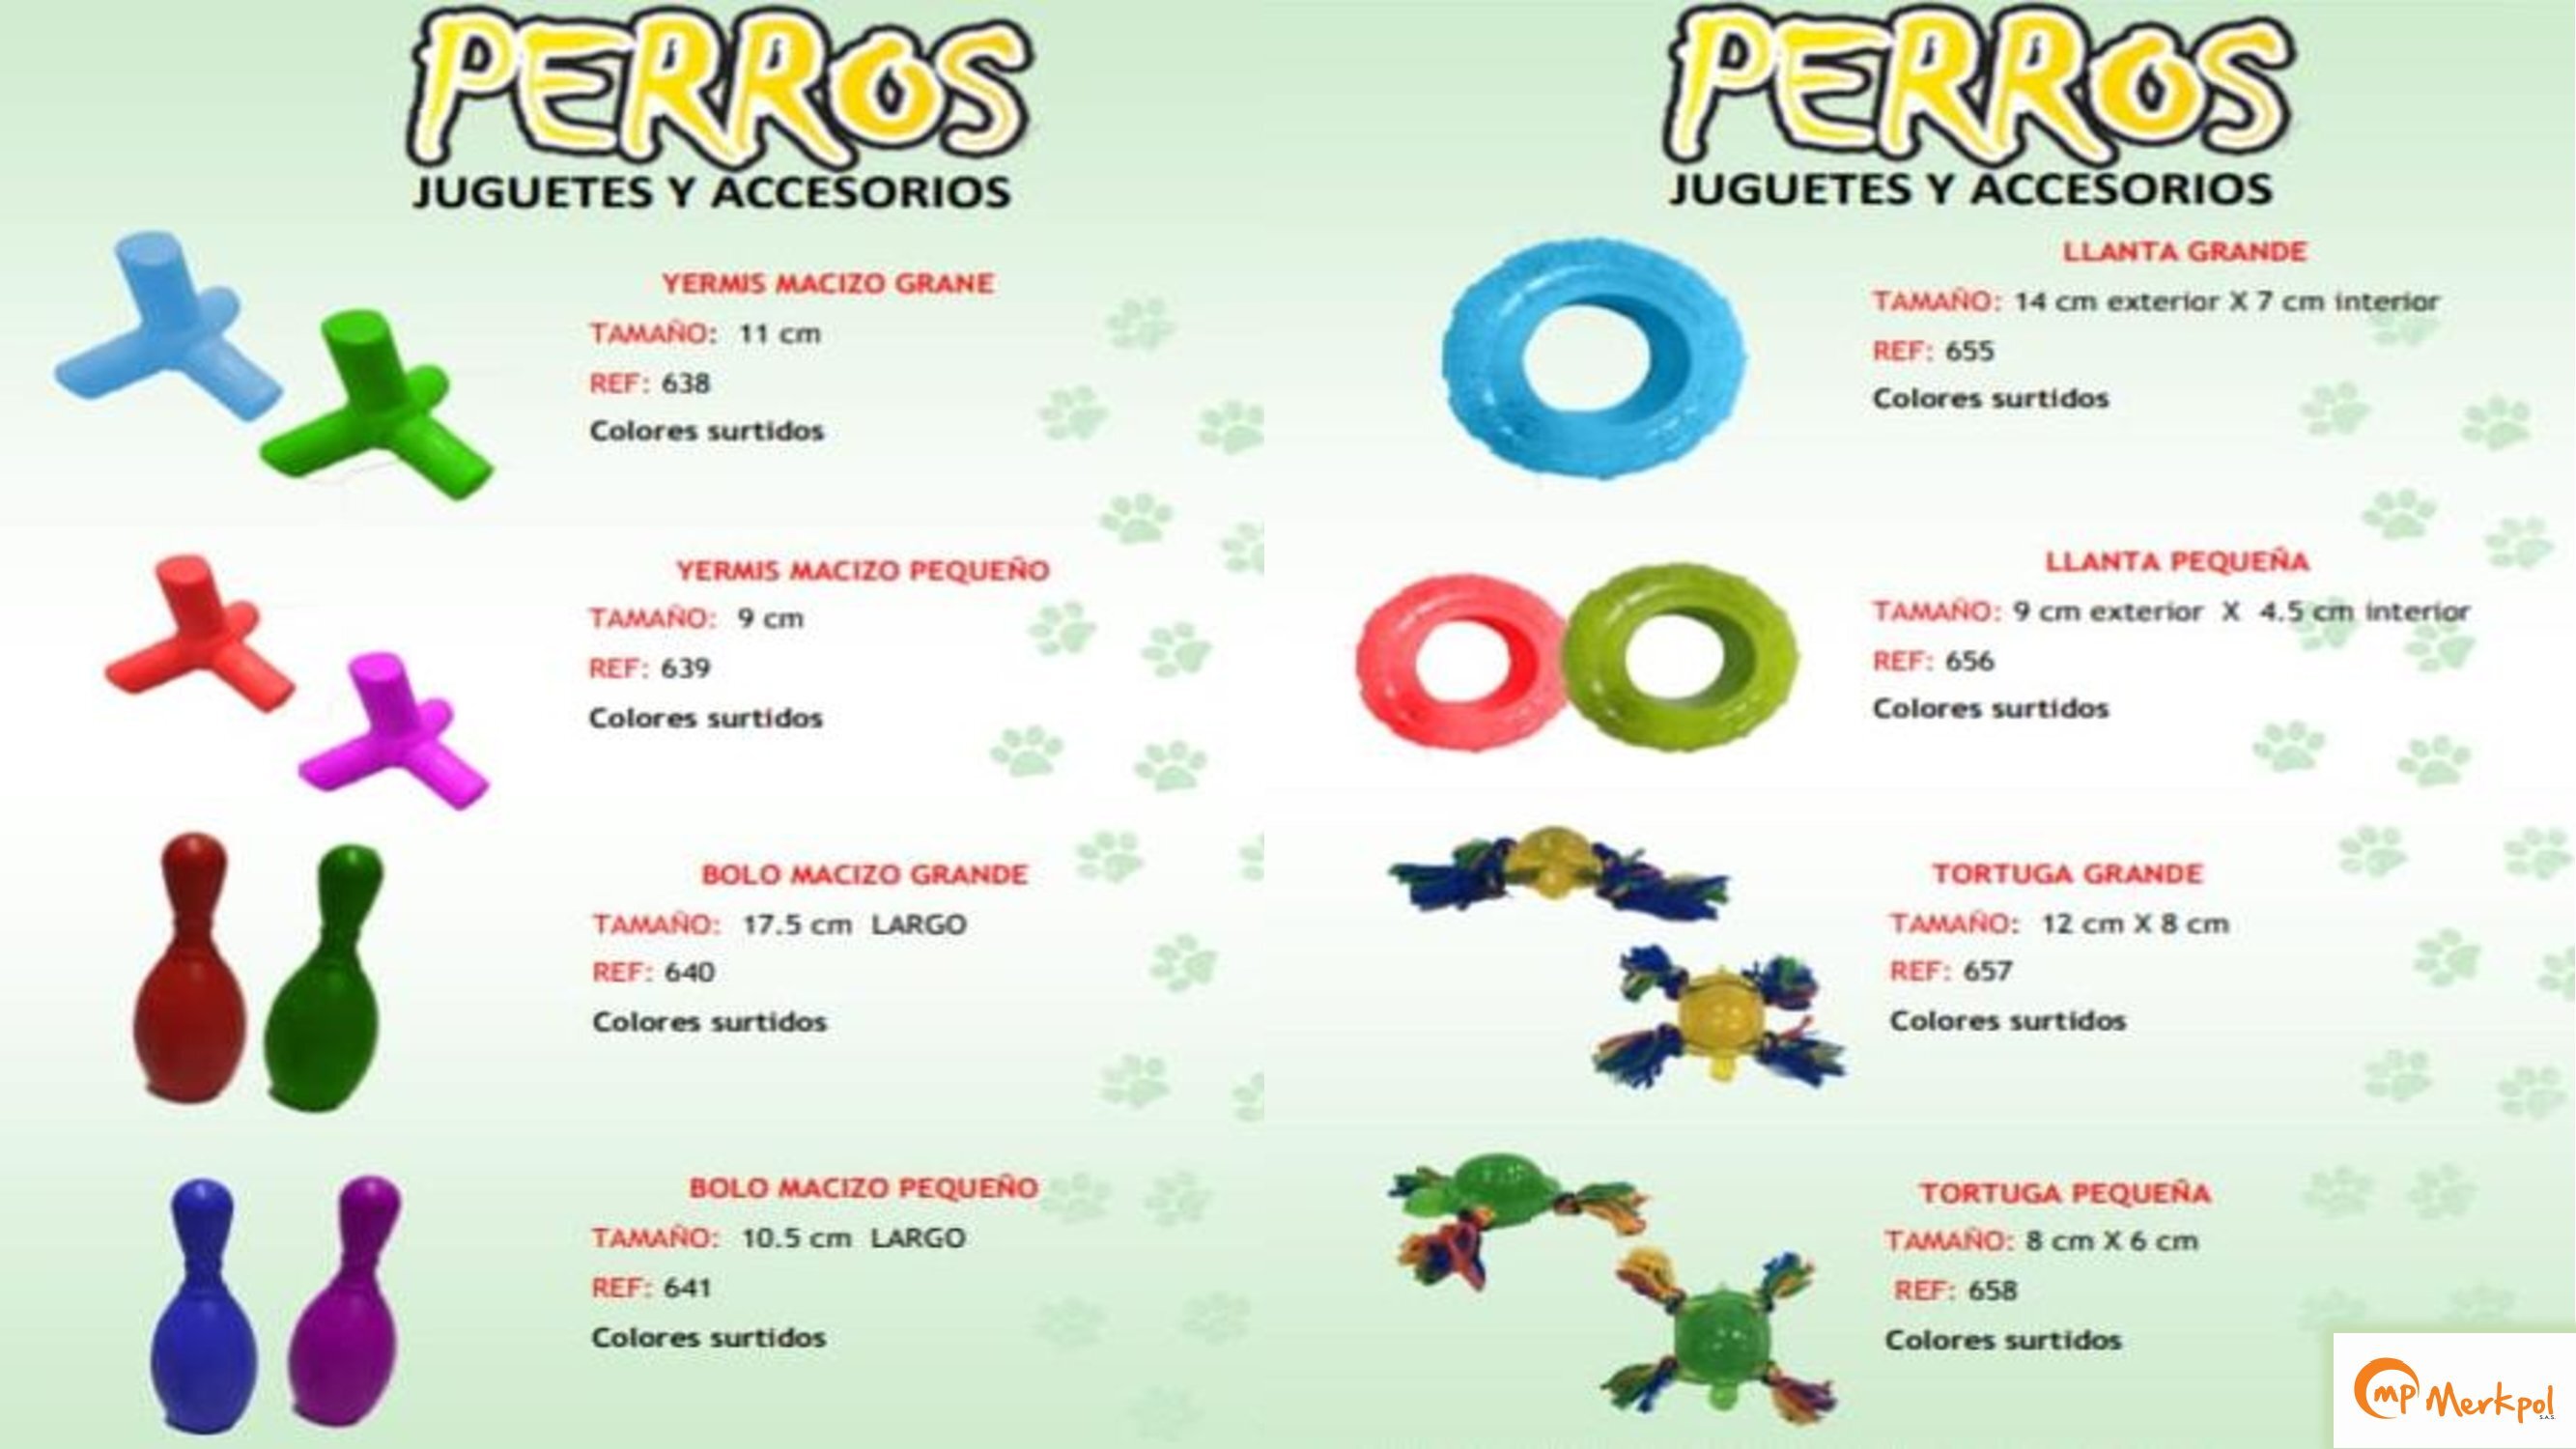 PERROS
JUGUETES Y ACCESORIOS
YERMIS MACIZO GRANE
TAMAÑO: 11 cm
REF: 638
Colores surtidos
YERMIS MACIZO PEQUEÑO
TAMAÑO: 9 cm
REF: 639
Colores surtidos
BOLO MACIZO GRANDE
TAMAÑO: 17.5 cm LARGO
REF: 640
Colores surtidos
BOLO MACIZO PEQUEÑO
TAMAÑO: 10.5 cm LARGO
REF: 641
Colores surtidos
PERROS
JUGUETES Y ACCESORIOS
LLANTA GRANDE
TAMAÑO: 14 cm exterior X 7 cm interior
REF: 655
Colores surtidos
LLANTA PEQUEÑA
TAMAÑO: 9 cm exterior X 4.5 cm interior
REF: 656
Colores surtidos
TORTUGA GRANDE
TAMAÑO: 12 cm X 8 cm
REF: 657
Colores surtidos
TORTUGA PEQUEÑA
TAMAÑO: 8 cm X 6 cm
REF: 658
Colores surtidos
mp Merkpol
S.A.S.